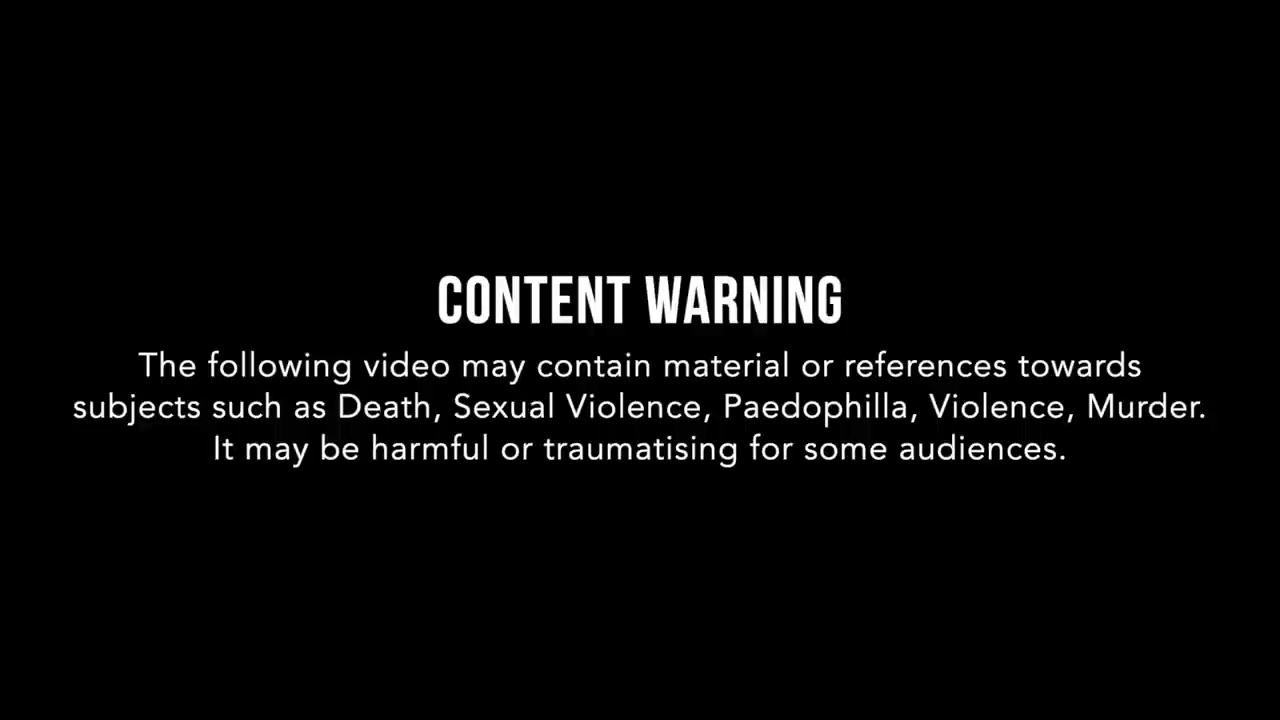 CONTENT WARNING
The following video may contain material or references towards
subjects such as Death, Sexual Violence, Paedophilla, Violence, Murder.
It may be harmful or traumatising for some audiences.